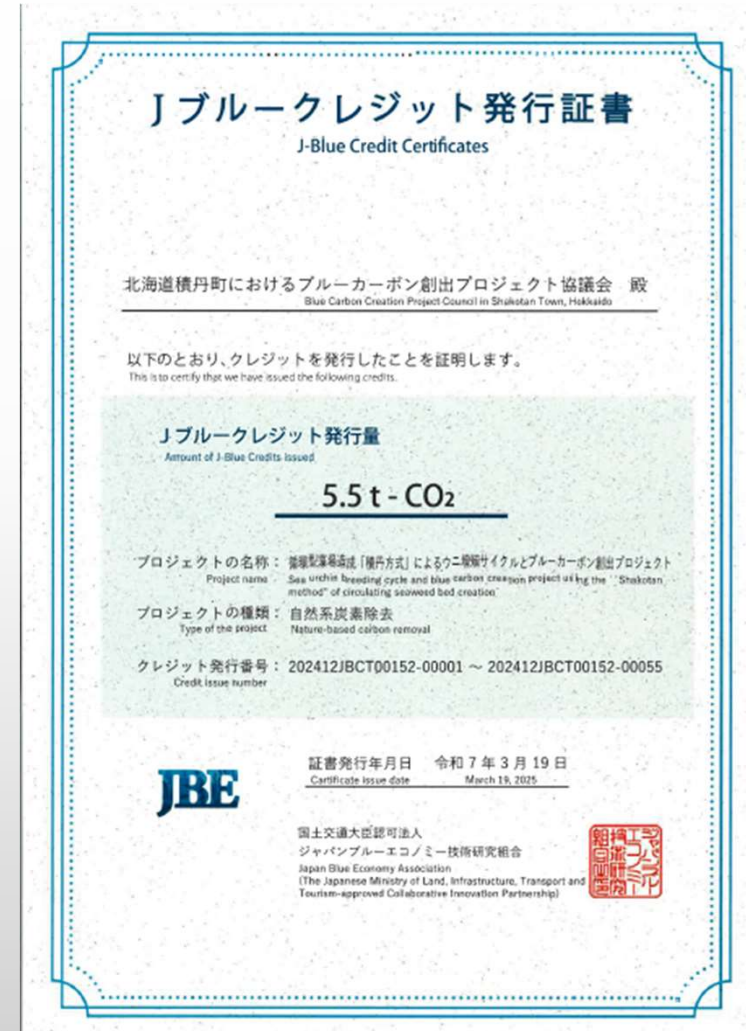 Jブルークレジット発行証書
J-Blue Credit Certificates
北海道積丹町におけるブルーカーボン創出プロジェクト協議会　殿
Blue Carbon Creation Project Council in Shakotan Town, Hokkaido
以下のとおり、クレジットを発行したことを証明します。
This is to certify that we have issued the following credits.
Jブルークレジット発行量
Amount of J-Blue Credits issued
5.5 t - CO₂
プロジェクトの名称： 循環型藻場造成「積丹方式」によるウニ増殖サイクルとブルーカーボン創出プロジェクト
Project name Sea urchin breeding cycle and blue carbon creation project using the "Shakotan
method" of circulating seaweed bed creation
プロジェクトの種類： 自然系炭素除去
Type of the project Nature-based carbon removal
クレジット発行番号： 202412JBCT00152-00001 ～ 202412JBCT00152-00055
Credit issue number
証書発行年月日　令和7年3月19日
Certificate issue date March 19, 2025
JBE
国土交通大臣認可法人
ジャパンブルーエコノミー技術研究組合
Japan Blue Economy Association
(The Japanese Ministry of Land, Infrastructure, Transport and
Tourism-approved Collaborative Innovation Partnership)